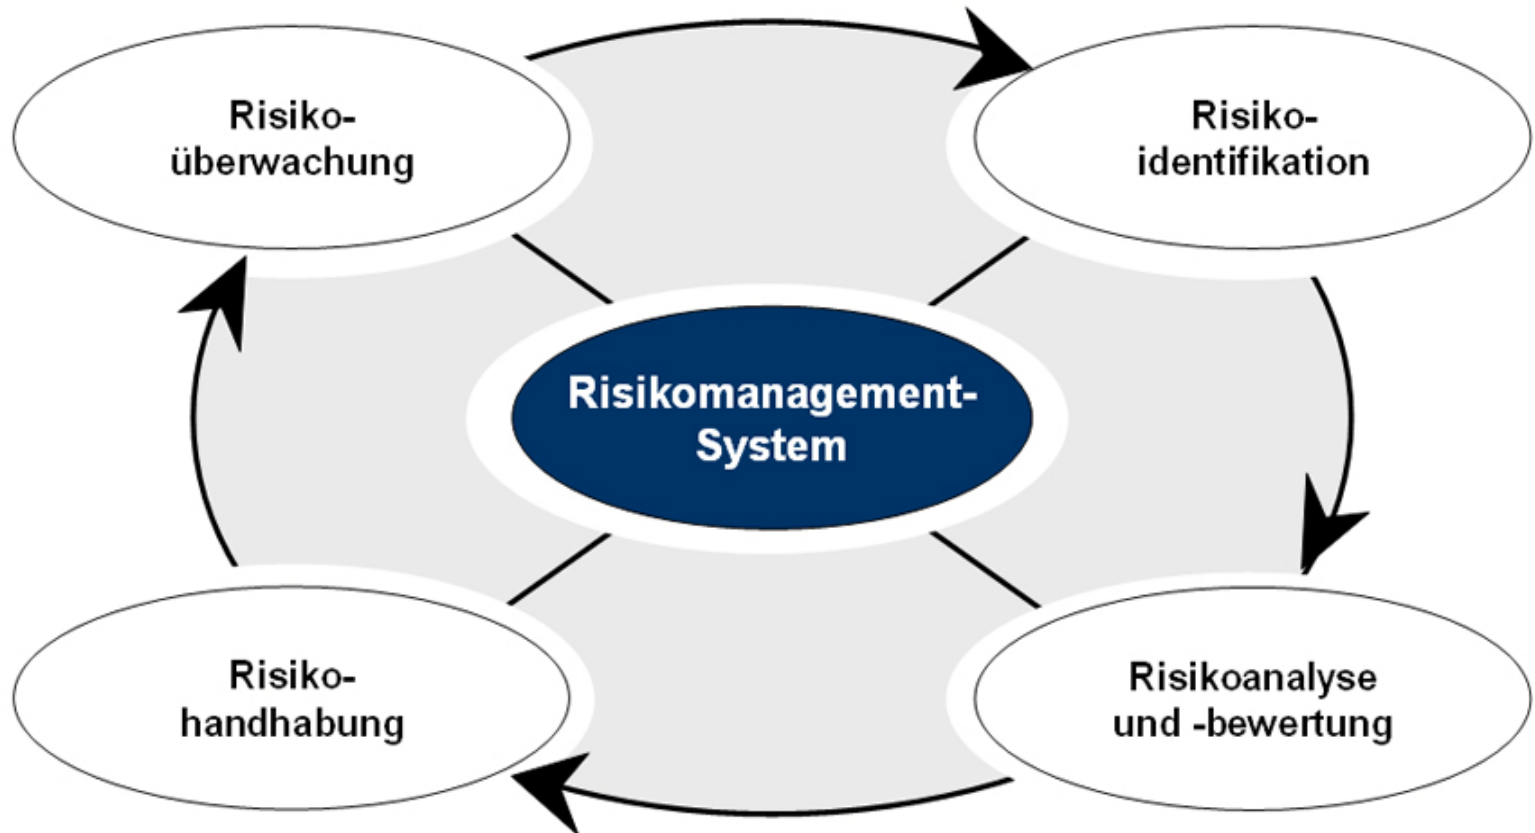 Risiko-
überwachung
Risiko-
identifikation
Risikomanagement-
System
Risiko-
handhabung
Risikoanalyse
und -bewertung